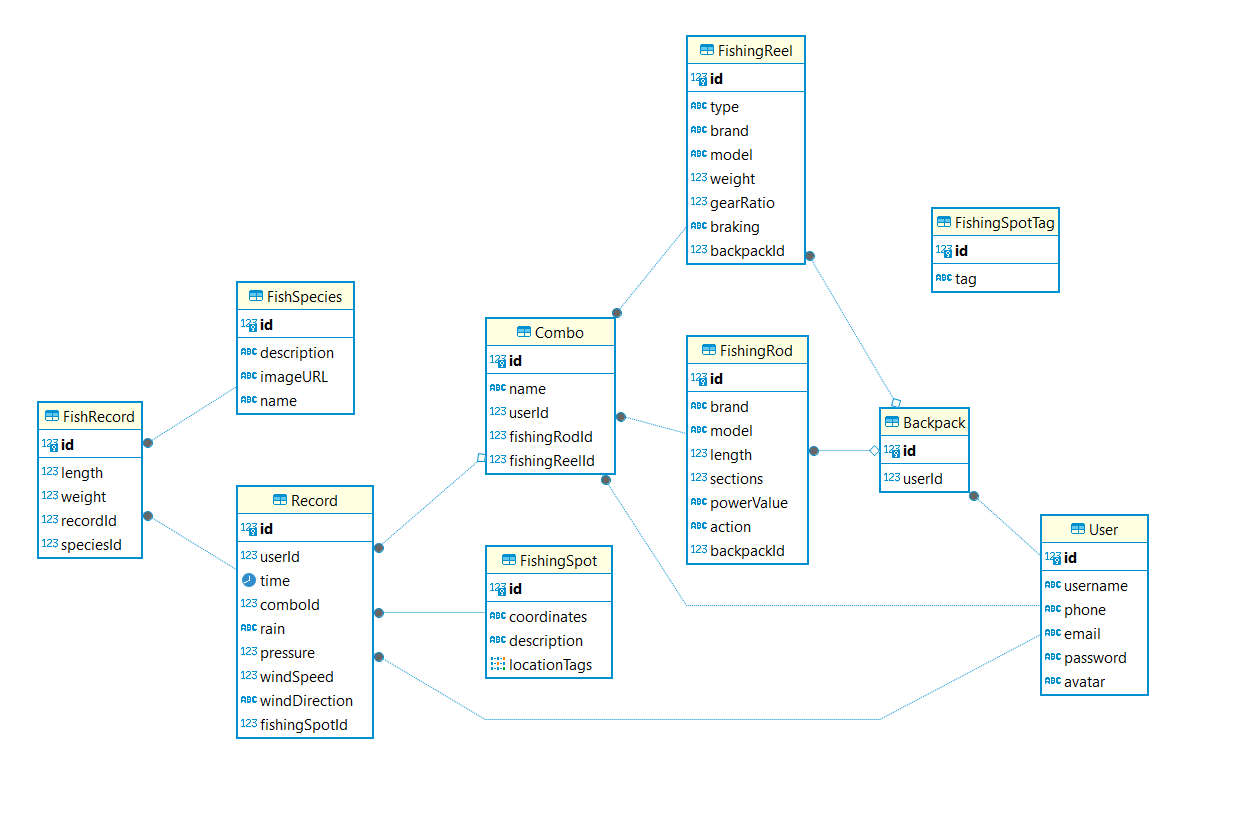 FishingReel
123 id
ABC type
ABC brand
ABC model
123 weight
123 gearRatio
ABC braking
123 backpackId
FishingSpotTag
123 id
ABC tag
FishSpecies
123 id
ABC description
ABC imageURL
ABC name
Combo
123 id
ABC name
123 userId
123 fishingRodId
123 fishingReelId
FishingRod
123 id
ABC brand
ABC model
123 length
123 sections
ABC powerValue
ABC action
123 backpackId
FishRecord
123 id
123 length
123 weight
123 recordId
123 speciesId
Backpack
123 id
123 userId
Record
123 id
123 userId
time
123 comboId
ABC rain
123 pressure
123 windSpeed
ABC windDirection
123 fishingSpotId
FishingSpot
123 id
ABC coordinates
ABC description
locationTags
User
123 id
ABC username
ABC phone
ABC email
ABC password
ABC avatar